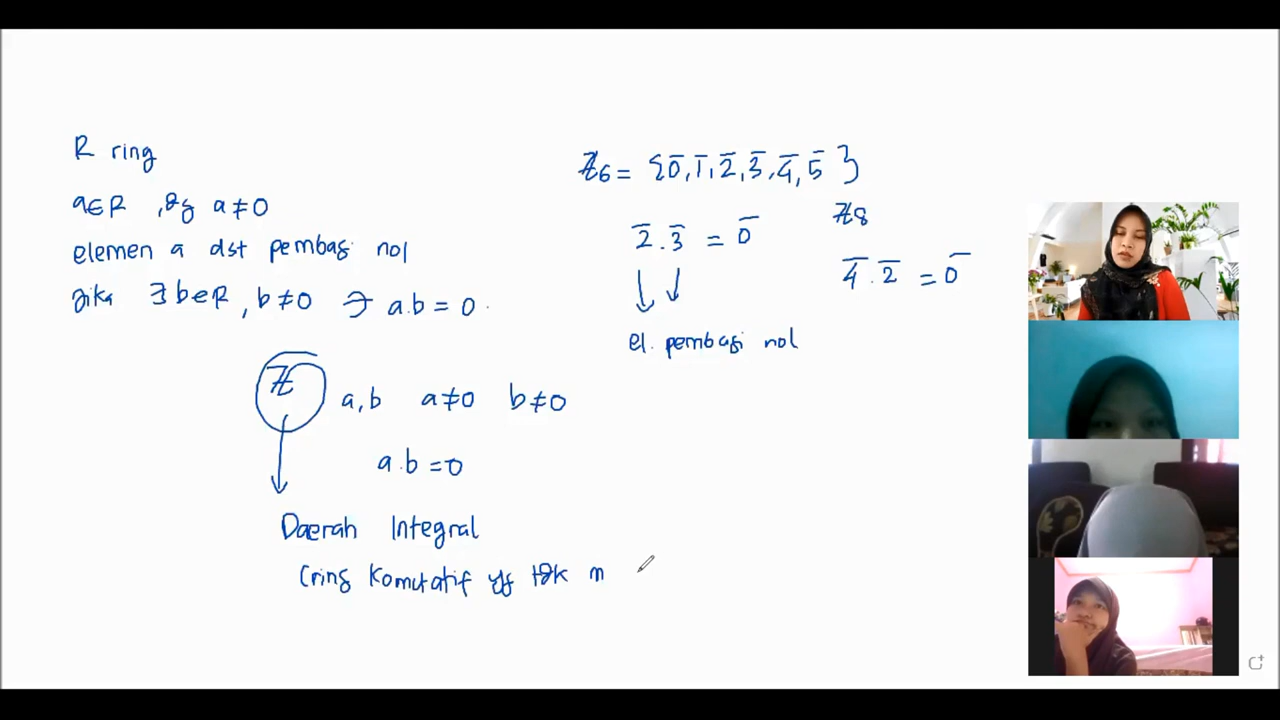 R ring
a∈R , dg a≠0
elemen a dst pembagi nol
jika ∃ b∈R , b≠0 ∋ a.b = 0.
ℤ a,b a≠0 b≠0
a.b = 0
Daerah Integral
(ring komutatif yg tdk m
ℤ6 = {0̅, 1̅, 2̅, 3̅, 4̅, 5̅}
2̅ . 3̅ = 0̅
el. pembagi nol
ℤ8
4̅ . 2̅ = 0̅